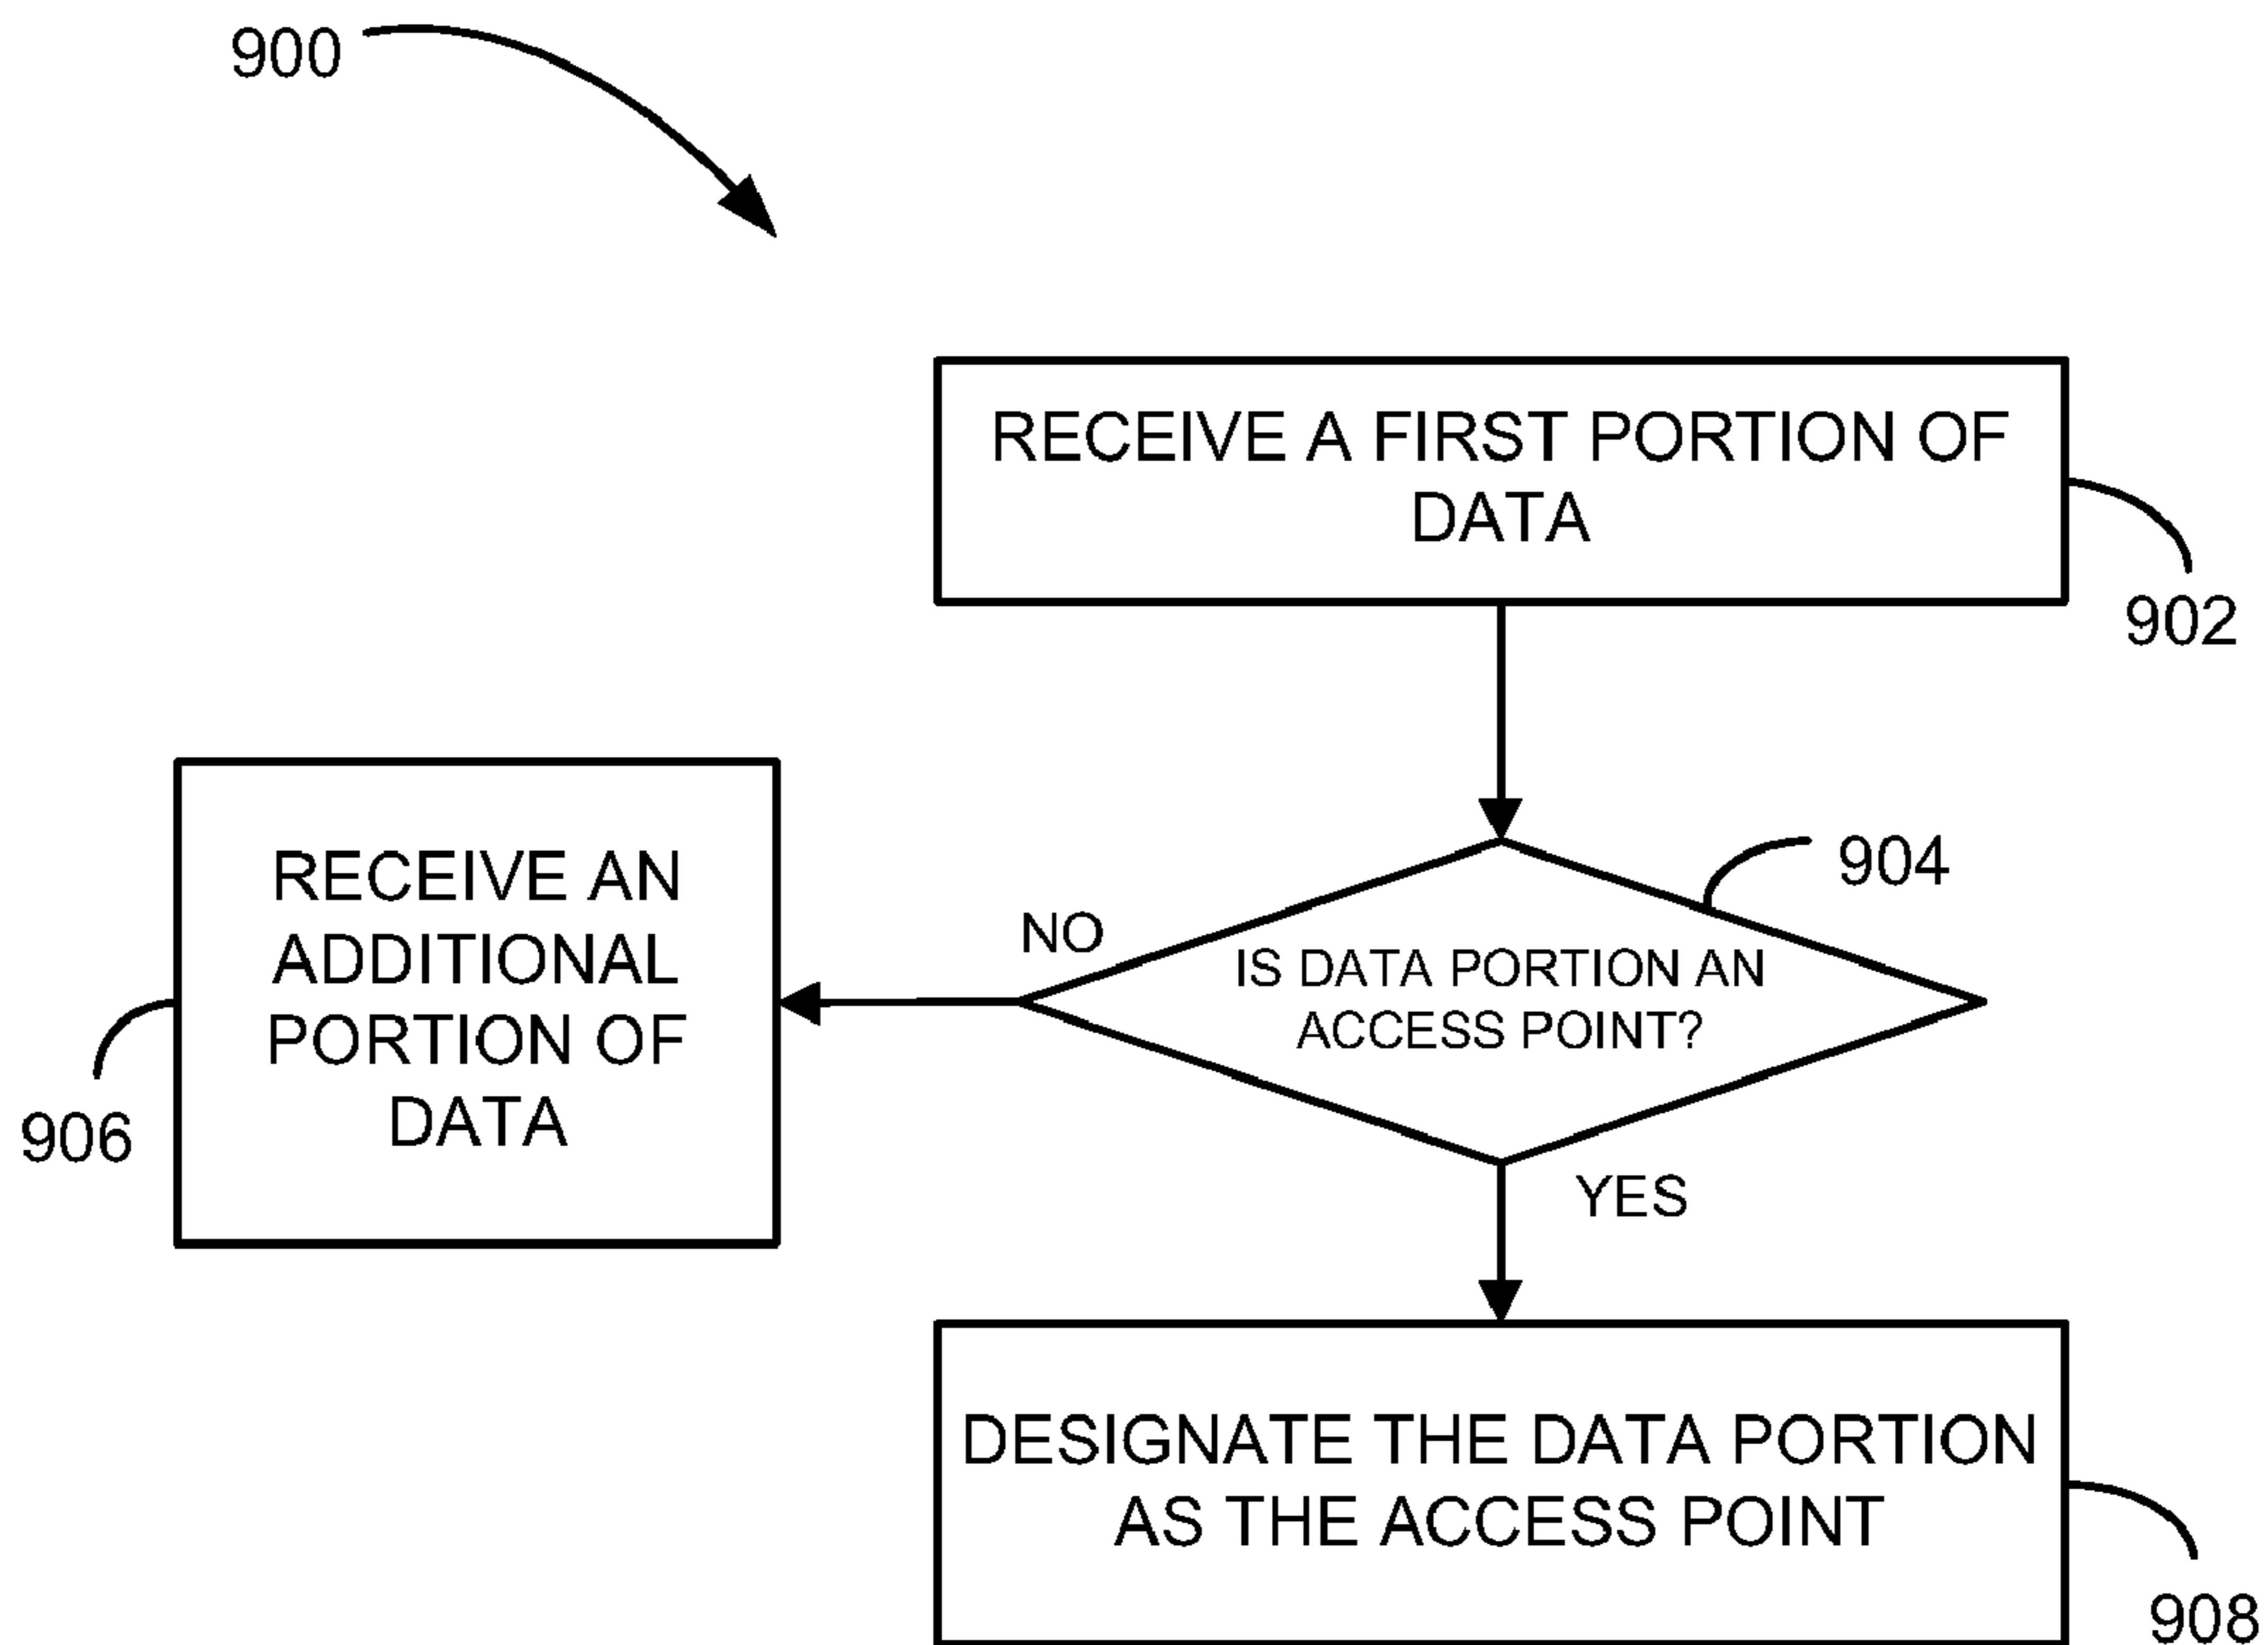 900
RECEIVE A FIRST PORTION OF
DATA
902
904
NO
IS DATA PORTION AN
ACCESS POINT?
RECEIVE AN
ADDITIONAL
PORTION OF
DATA
906
YES
DESIGNATE THE DATA PORTION
AS THE ACCESS POINT
908